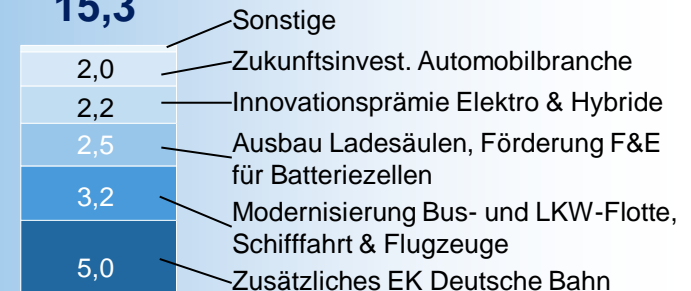 15,3
Sonstige
2,0
Zukunftsinvest. Automobilbranche
2,2
Innovationsprämie Elektro & Hybride
2,5
Ausbau Ladesäulen, Förderung F&E
für Batteriezellen
3,2
Modernisierung Bus- und LKW-Flotte,
Schifffahrt & Flugzeuge
5,0
Zusätzliches EK Deutsche Bahn